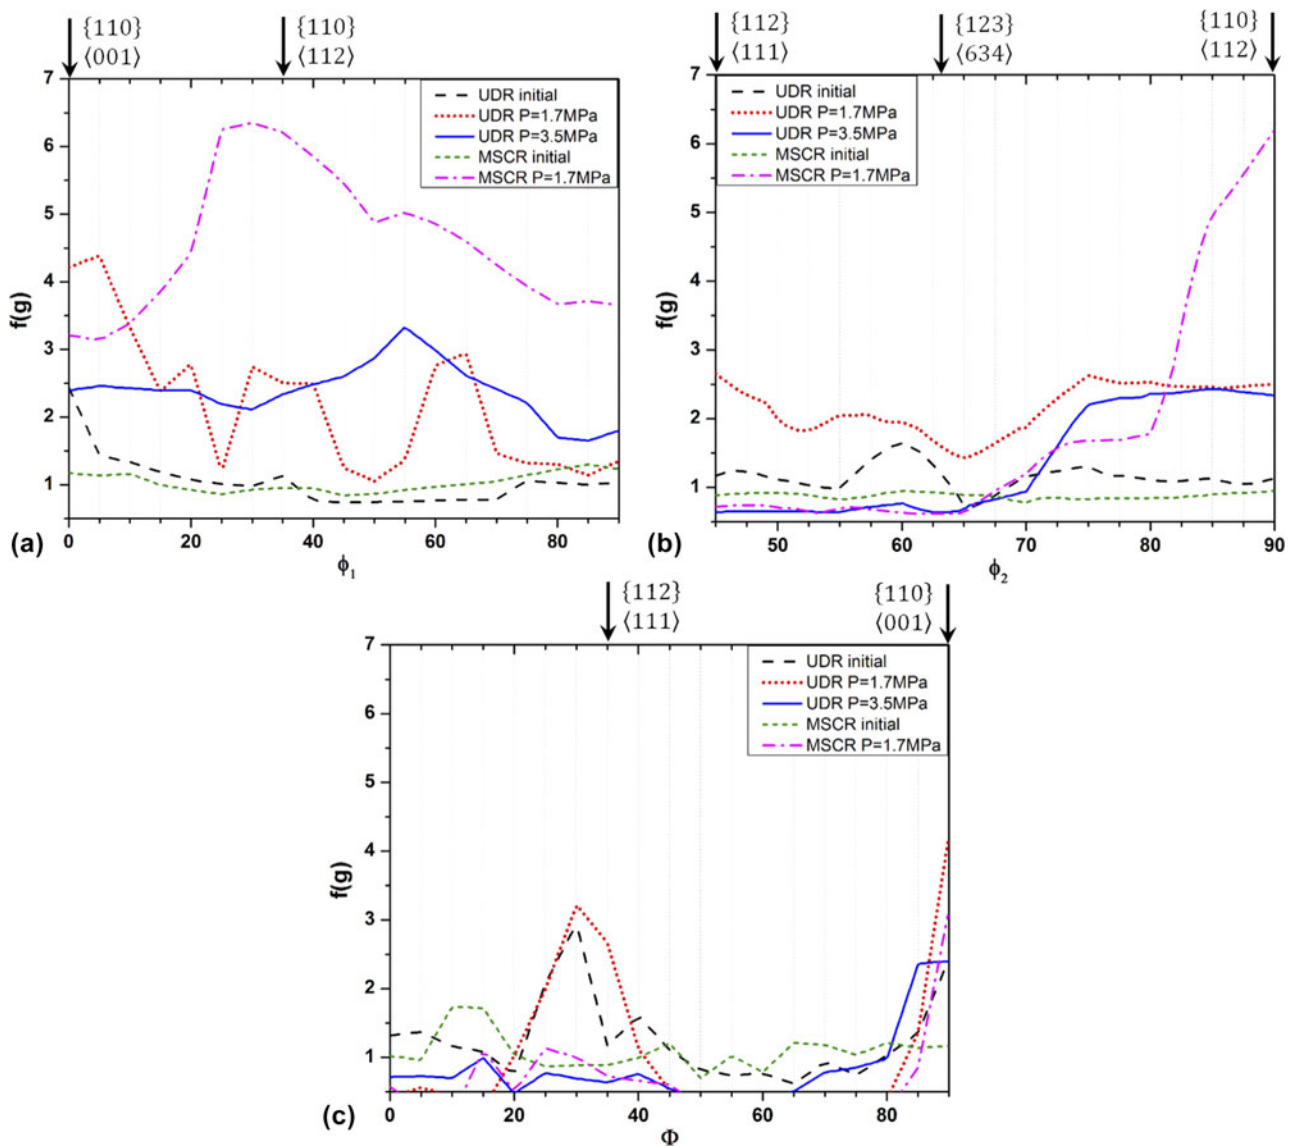 {110}
⟨001⟩
{110}
⟨112⟩
7
6
5
4
3
2
1
f(g)
UDR initial
UDR P=1.7MPa
UDR P=3.5MPa
MSCR initial
MSCR P=1.7MPa
0
20
40
60
80
ϕ1
(a)
{112}
⟨111⟩
{123}
⟨634⟩
{110}
⟨112⟩
7
6
5
4
3
2
1
f(g)
UDR initial
UDR P=1.7MPa
UDR P=3.5MPa
MSCR initial
MSCR P=1.7MPa
50
60
70
80
90
ϕ2
(b)
{112}
⟨111⟩
{110}
⟨001⟩
7
6
5
4
3
2
1
f(g)
UDR initial
UDR P=1.7MPa
UDR P=3.5MPa
MSCR initial
MSCR P=1.7MPa
0
20
40
60
80
Φ
(c)